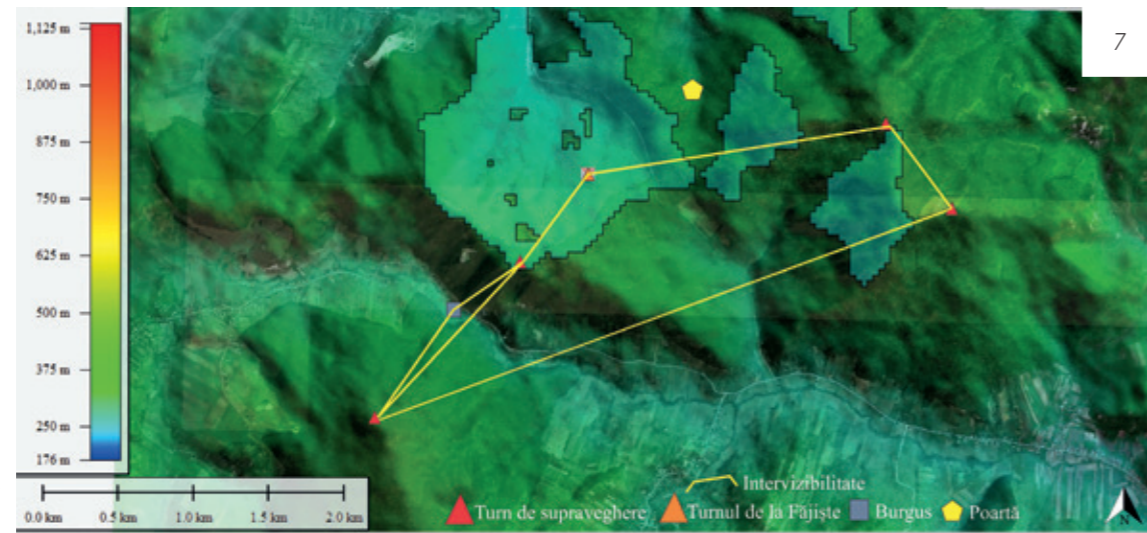 7
1,125 m
1,000 m
875 m
750 m
625 m
500 m
375 m
250 m
176 m
0.0 km 0.5 km 1.0 km 1.5 km 2.0 km
Intervizibilitate
Turn de supraveghere Turnul de la Făjiște Burgus Poartă
N